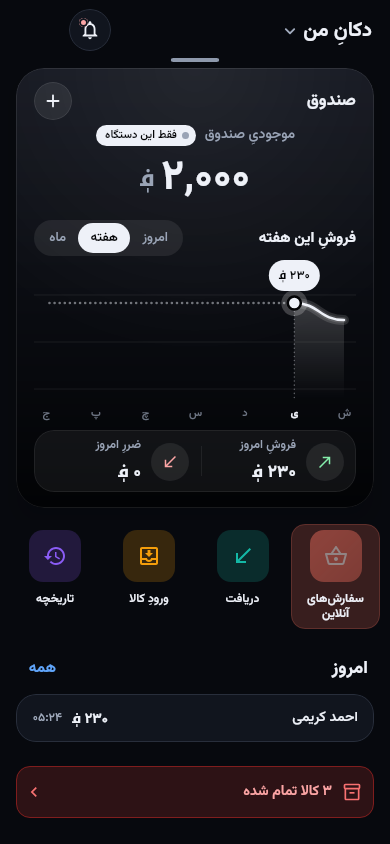 دکانِ من
صندوق
موجودیِ صندوق
فقط این دستگاه
۲,۰۰۰ ؋
فروشِ این هفته
امروز
هفته
ماه
۲۳۰ ؋
ش
ی
د
س
چ
پ
ج
فروشِ امروز
۲۳۰ ؋
ضررِ امروز
۰ ؋
سفارش‌های آنلاین
دریافت
ورودِ کالا
تاریخچه
امروز
همه
احمد کریمی
۲۳۰ ؋
۰۵:۲۴
۳ کالا تمام شده